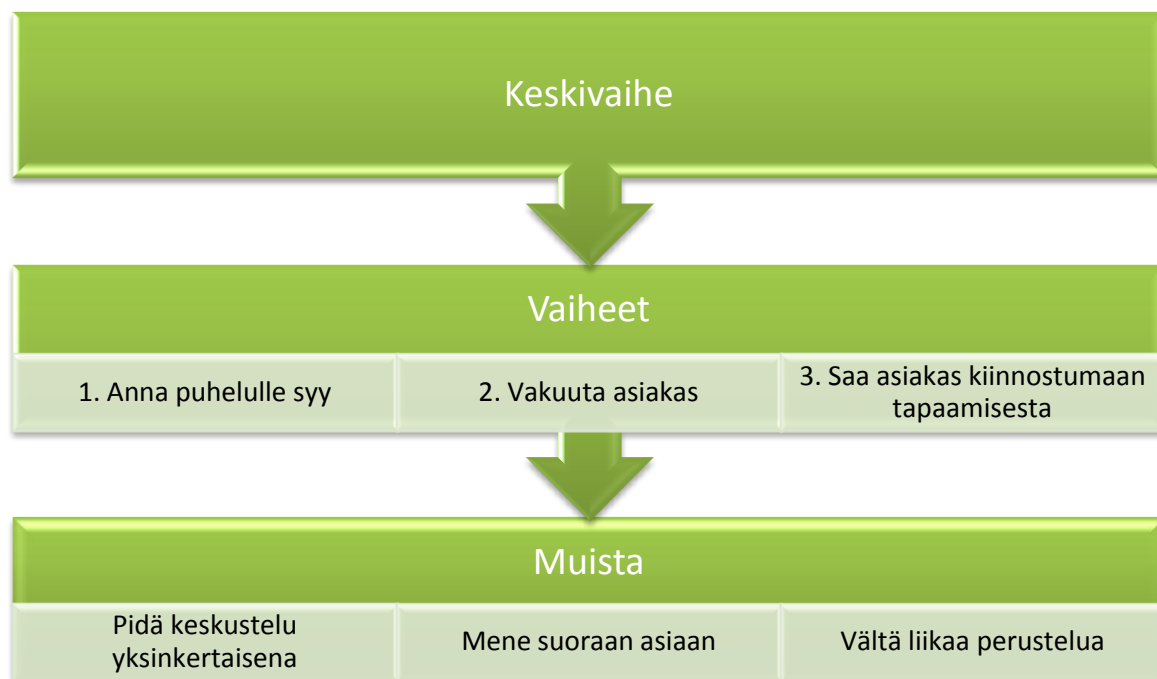 Keskivaihe
Vaiheet
1. Anna puhelulle syy
2. Vakuuta asiakas
3. Saa asiakas kiinnostumaan
tapaamisesta
Muista
Pidä keskustelu
yksinkertaisena
Mene suoraan asiaan
Vältä liikaa perustelua